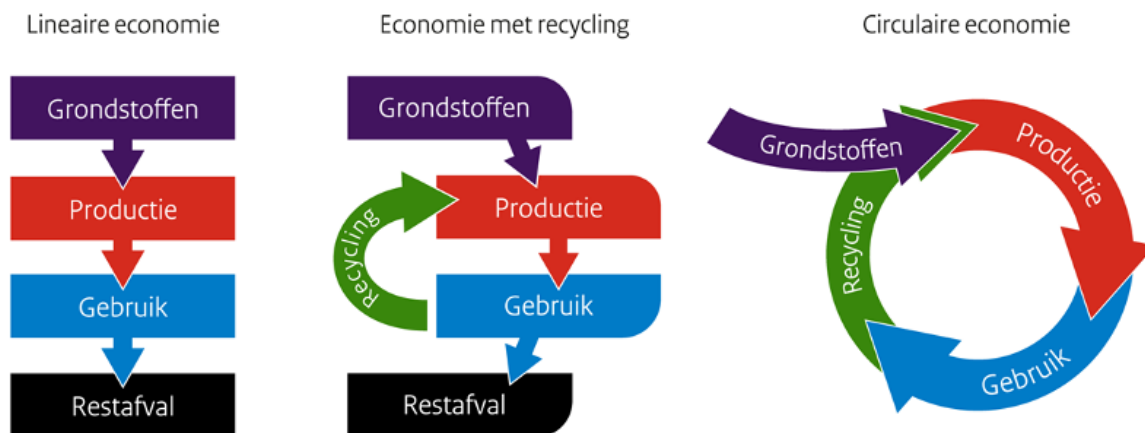 Lineaire economie
Grondstoffen
Productie
Gebruik
Restafval
Economie met recycling
Grondstoffen
Productie
Recycling
Gebruik
Restafval
Circulaire economie
Grondstoffen
Productie
Gebruik
Recycling